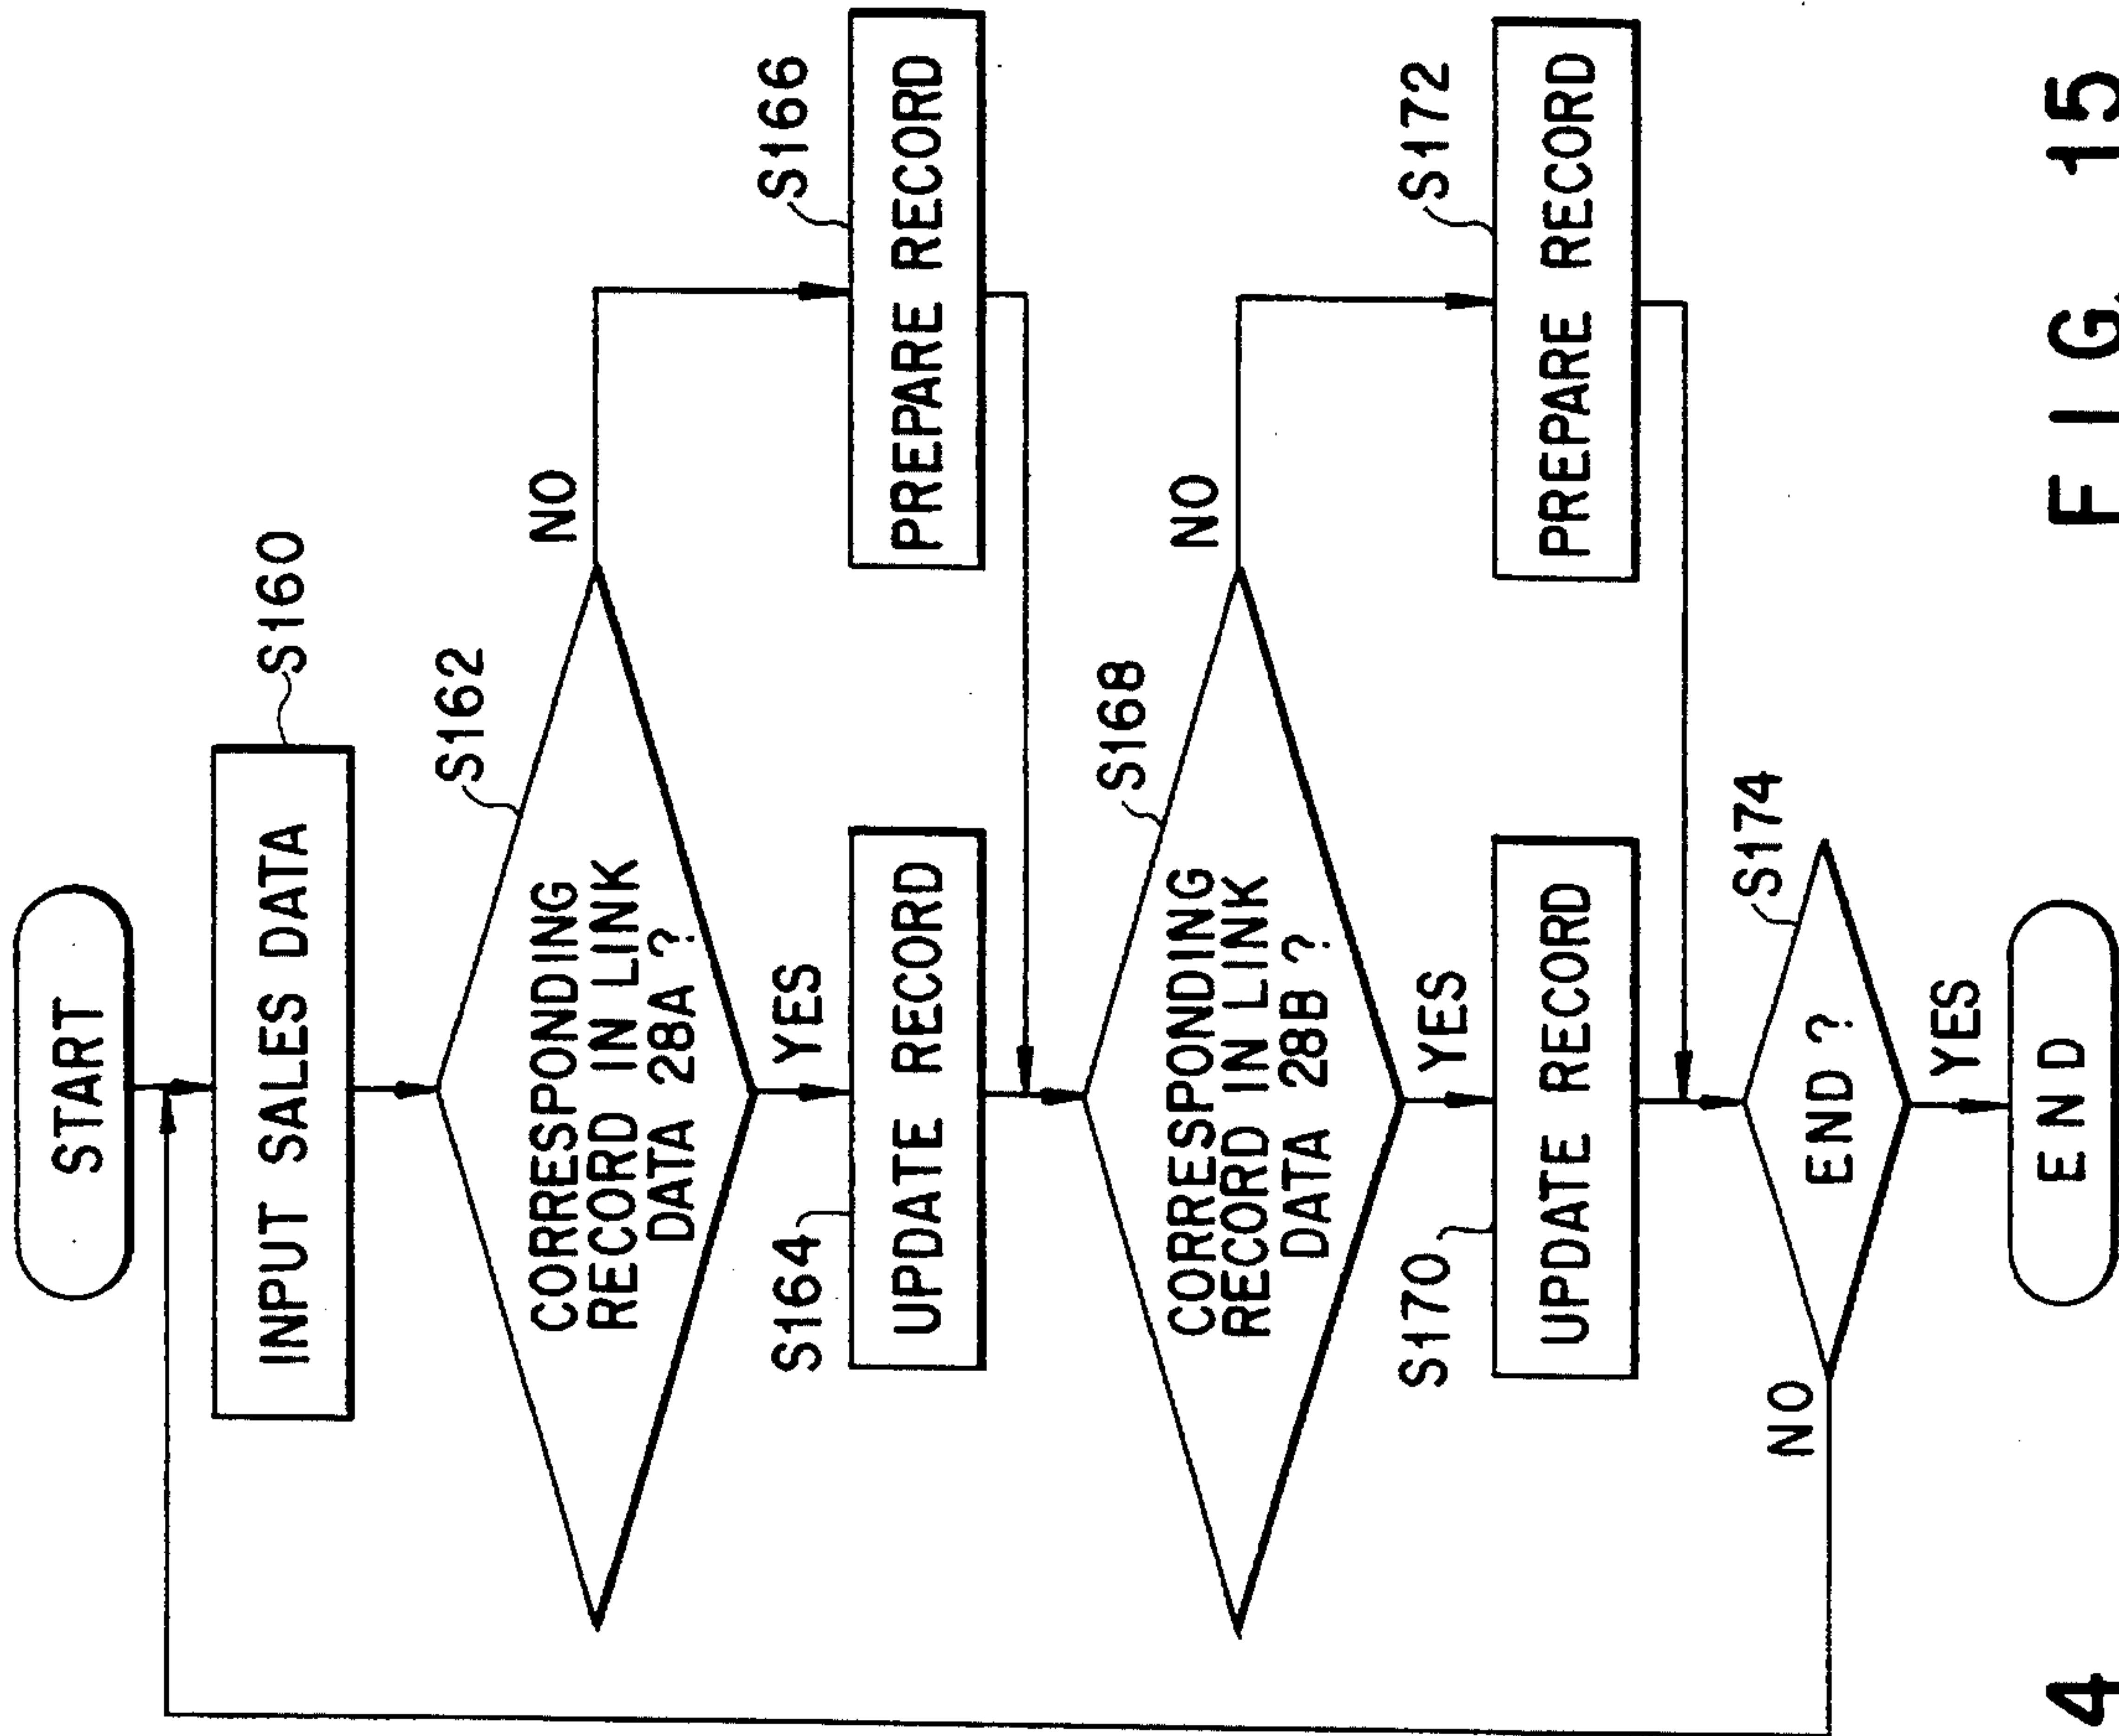 START
S160
INPUT SALES DATA
S162
CORRESPONDING
RECORD IN LINK
DATA 28A ?
NO
YES
S164
UPDATE RECORD
S166
PREPARE RECORD
S168
CORRESPONDING
RECORD IN LINK
DATA 28B ?
NO
YES
S170
UPDATE RECORD
S172
PREPARE RECORD
S174
END ?
NO
YES
END
4
FIG. 15